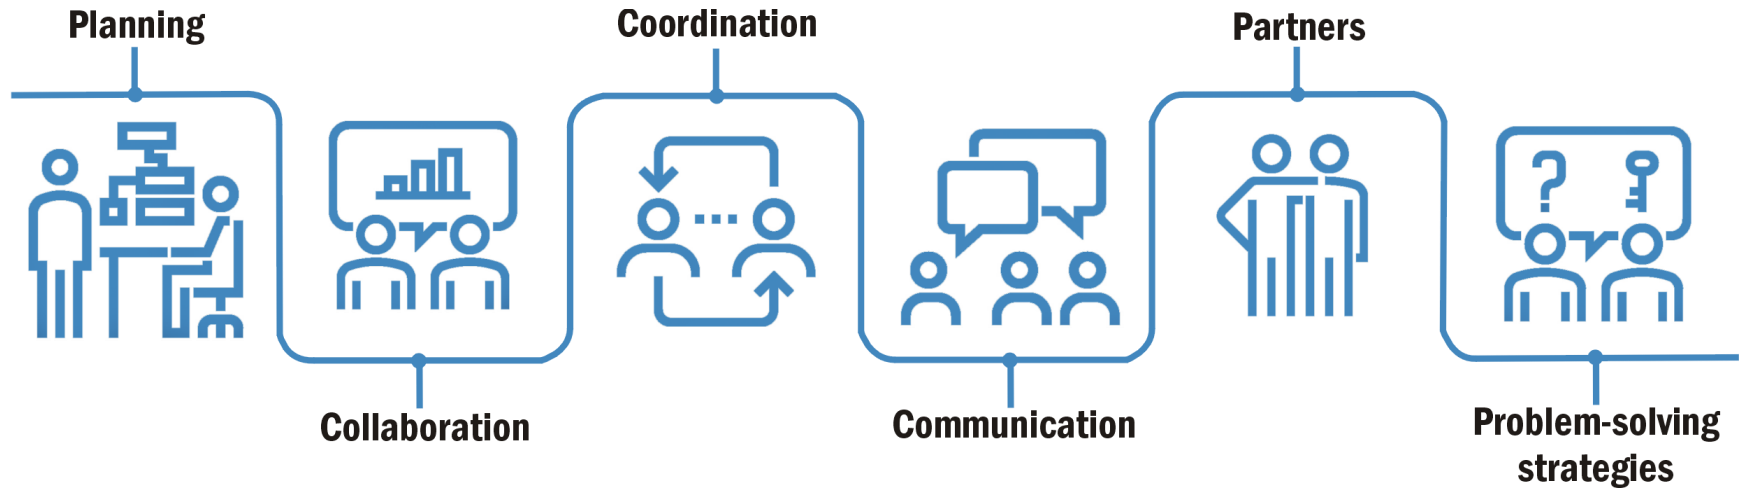 Planning
Collaboration
Coordination
Communication
Partners
Problem-solving
strategies